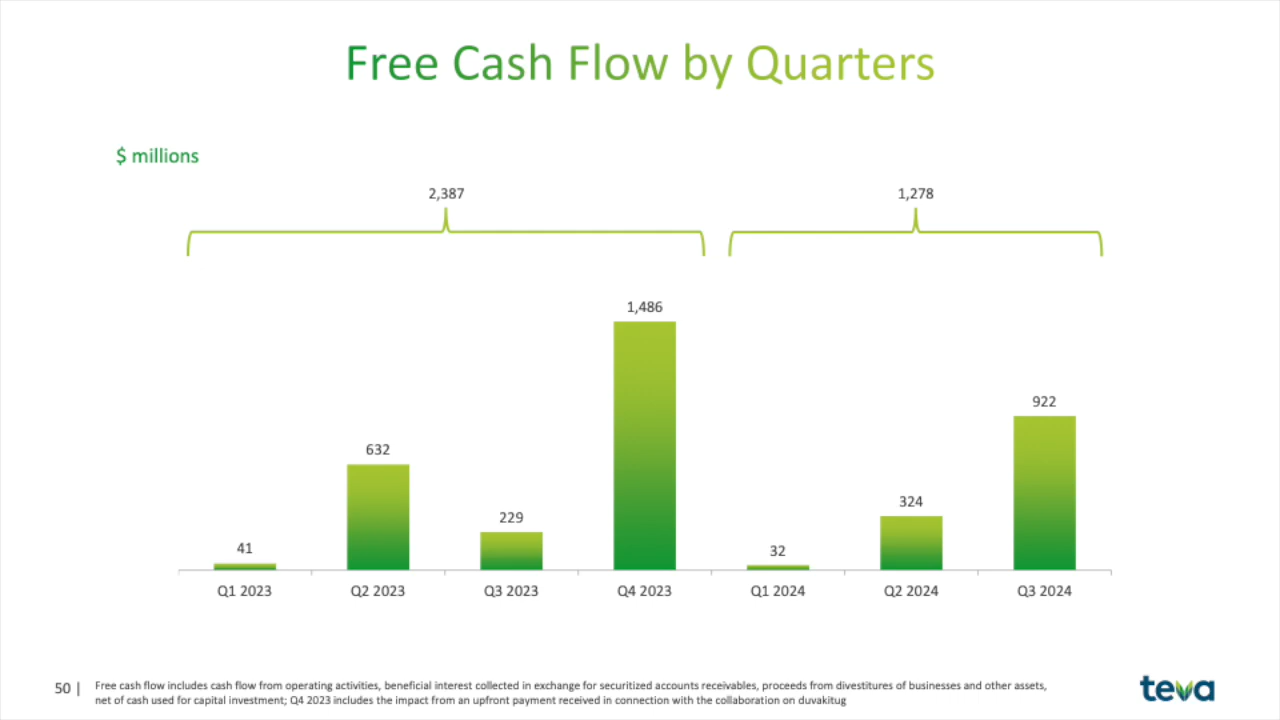 Free Cash Flow by Quarters
$ millions
2,387
1,278
1,486
922
632
324
229
41
32
Q1 2023
Q2 2023
Q3 2023
Q4 2023
Q1 2024
Q2 2024
Q3 2024
50 |
Free cash flow includes cash flow from operating activities, beneficial interest collected in exchange for securitized accounts receivables, proceeds from divestitures of businesses and other assets,
net of cash used for capital investment; Q4 2023 includes the impact from an upfront payment received in connection with the collaboration on duvakitug
teva